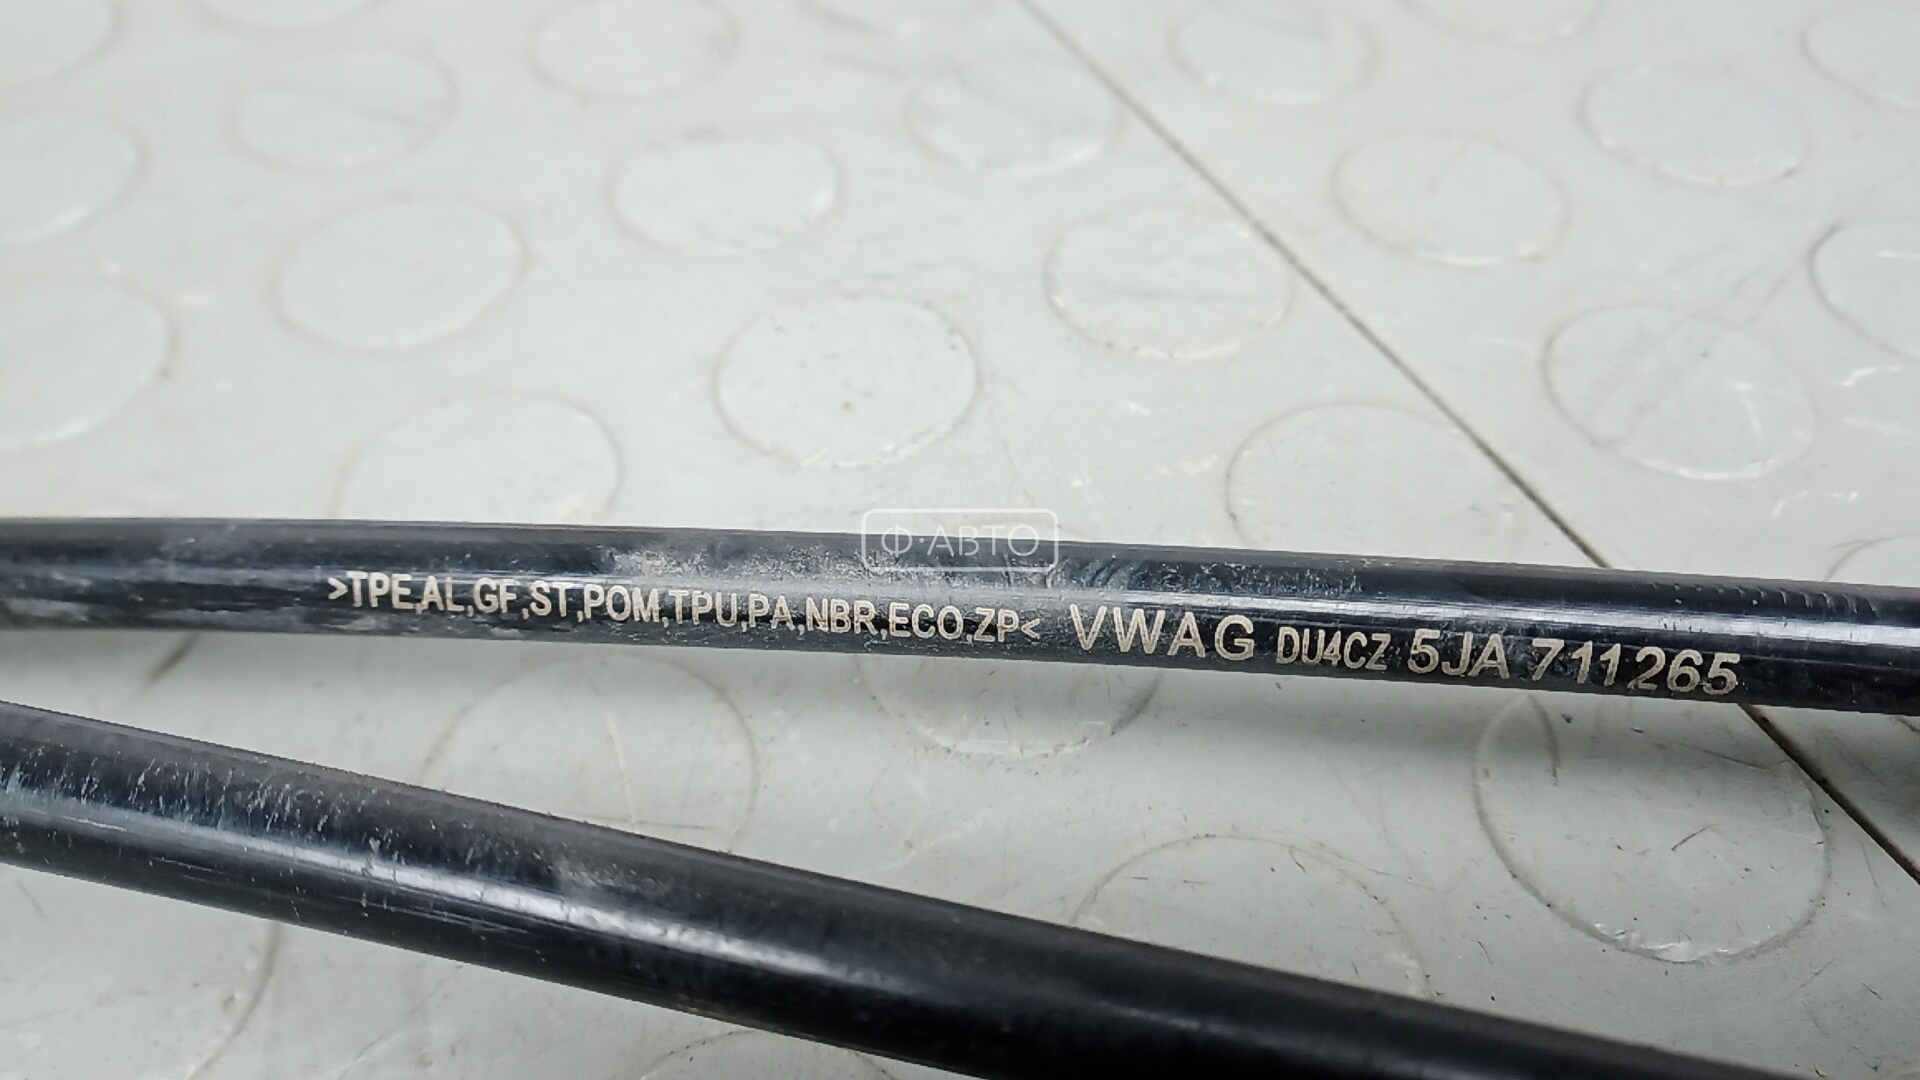 Ф·АВТО
>TPE,AL,GF,ST,POM,TPU,PA,NBR,ECO,ZP< VWAG DU4CZ 5JA 711265